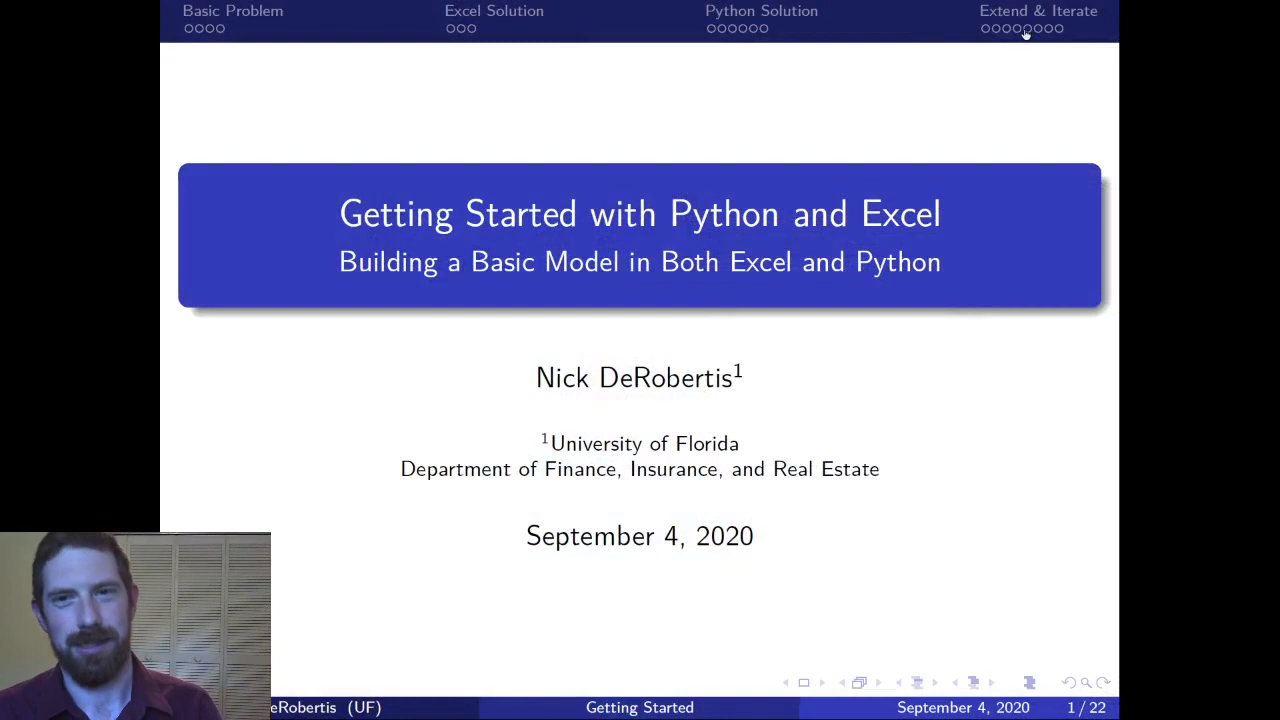 Basic Problem
Excel Solution
Python Solution
Extend & Iterate
Getting Started with Python and Excel
Building a Basic Model in Both Excel and Python
Nick DeRobertis¹
¹University of Florida
Department of Finance, Insurance, and Real Estate
September 4, 2020
eRobertis (UF)
Getting Started
September 4, 2020
1 / 22